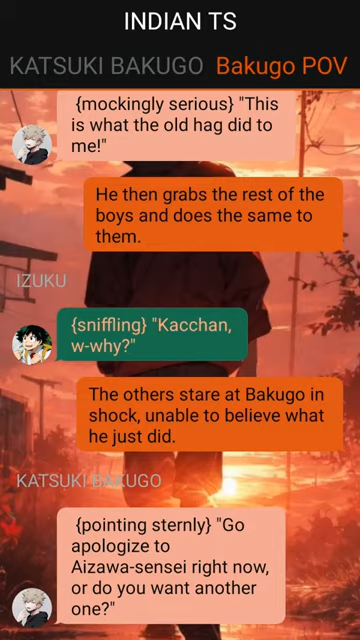 INDIAN TS
KATSUKI BAKUGO Bakugo POV
{mockingly serious} "This
is what the old hag did to
me!"
He then grabs the rest of the
boys and does the same to
them.
IZUKU
{sniffling} "Kacchan,
w-why?"
The others stare at Bakugo in
shock, unable to believe what
he just did.
KATSUKI BAKUGO
{pointing sternly} "Go
apologize to
Aizawa-sensei right now,
or do you want another
one?"